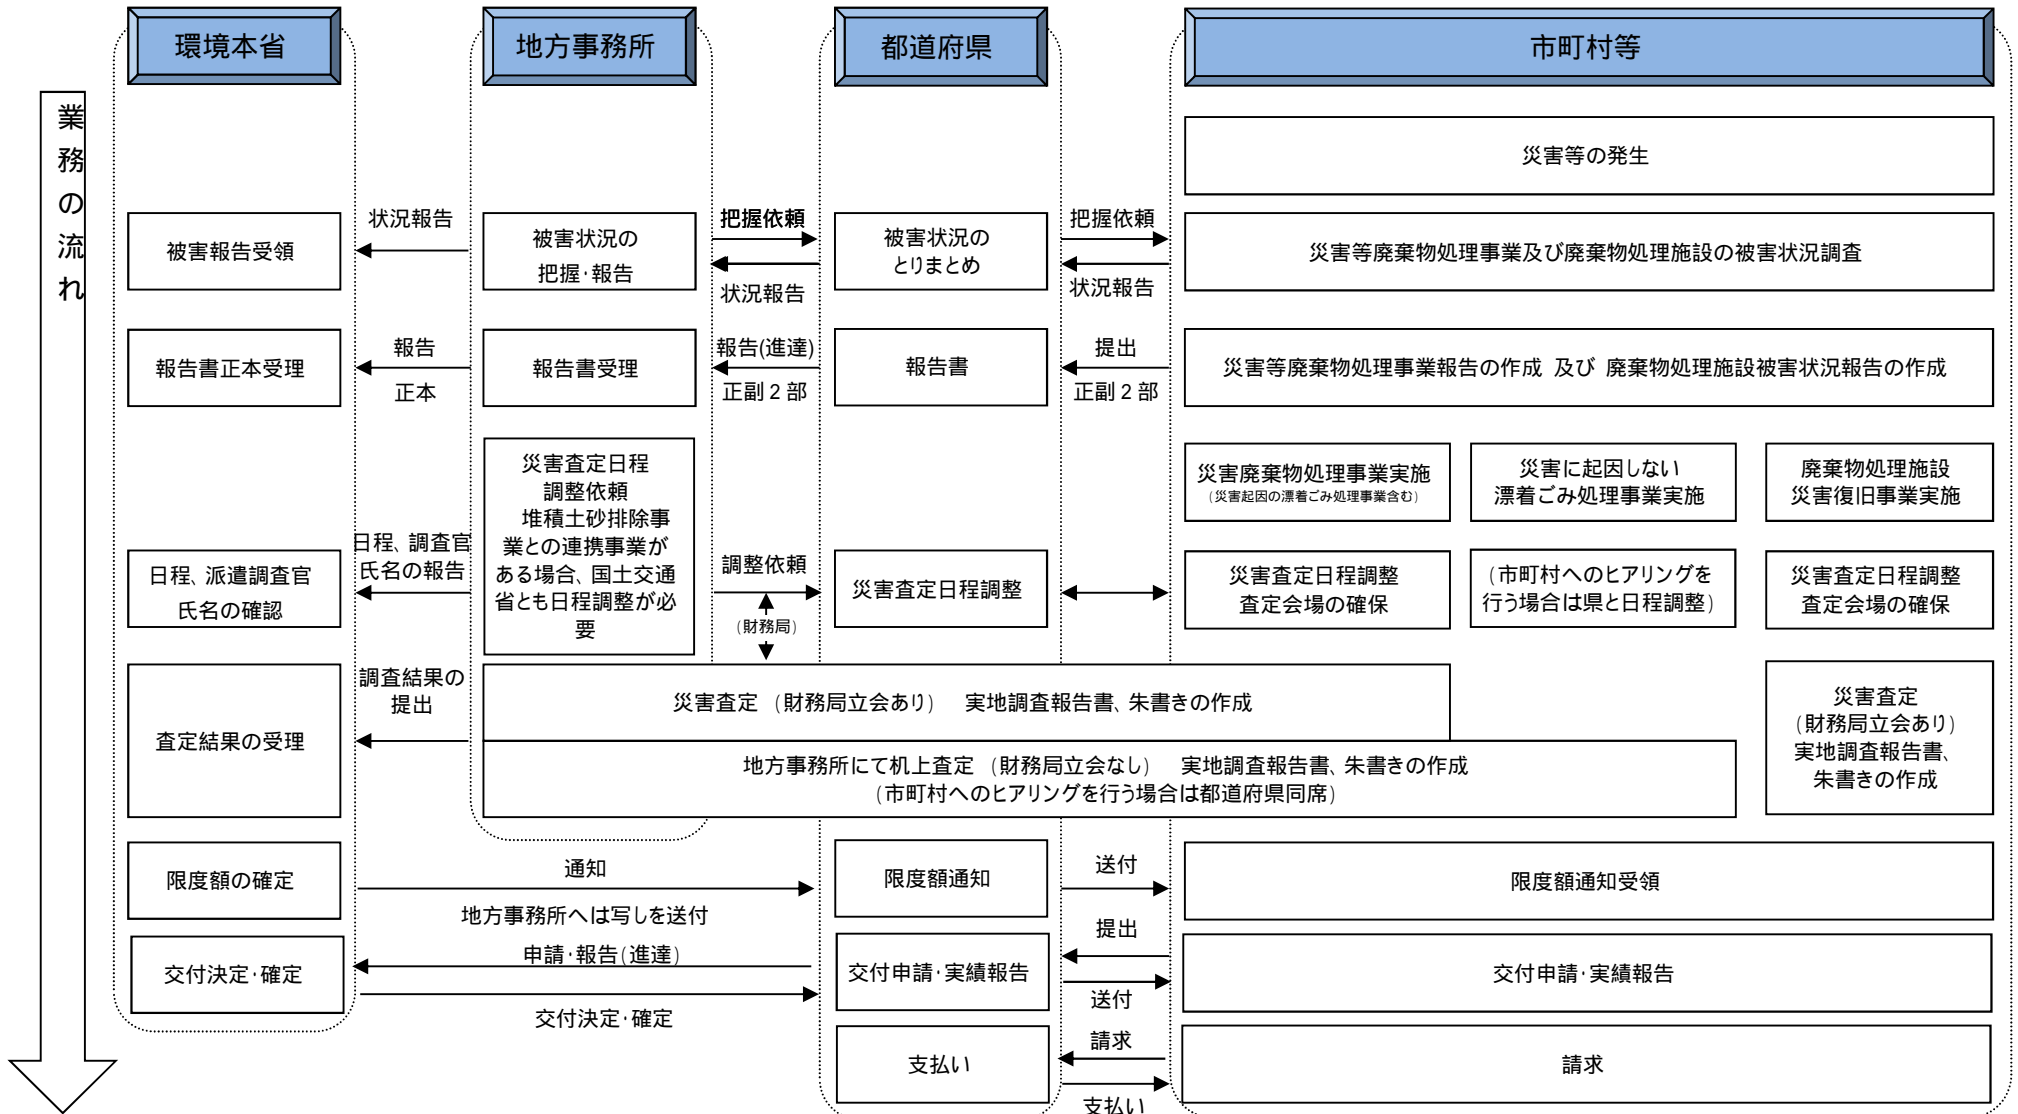 環境本省
地方事務所
都道府県
市町村等
業務の流れ
災害等の発生
被害報告受領
状況報告
被害状況の
把握・報告
把握依頼
状況報告
被害状況の
とりまとめ
把握依頼
状況報告
災害等廃棄物処理事業及び廃棄物処理施設の被害状況調査
報告書正本受理
報告
正本
報告書受理
報告(進達)
正副２部
報告書
提出
正副２部
災害等廃棄物処理事業報告の作成 及び 廃棄物処理施設被害状況報告の作成
災害廃棄物処理事業実施
（災害起因の漂着ごみ処理事業含む）
災害に起因しない
漂着ごみ処理事業実施
廃棄物処理施設
災害復旧事業実施
日程、派遣調査官
氏名の確認
日程、調査官
氏名の報告
災害査定日程
調整依頼
堆積土砂排除事
業との連携事業が
ある場合、国土交通
省とも日程調整が必
要
調整依頼
（財務局）
災害査定日程調整
災害査定日程調整
査定会場の確保
（市町村へのヒアリングを
行う場合は県と日程調整）
災害査定日程調整
査定会場の確保
査定結果の受理
調査結果の
提出
災害査定 （財務局立会あり）　実地調査報告書、朱書きの作成
地方事務所にて机上査定 （財務局立会なし）　実地調査報告書、朱書きの作成
（市町村へのヒアリングを行う場合は都道府県同席）
災害査定
（財務局立会あり）
実地調査報告書、
朱書きの作成
限度額の確定
通知
地方事務所へは写しを送付
限度額通知
送付
限度額通知受領
交付決定・確定
申請・報告（進達）
交付決定・確定
交付申請・実績報告
提出
送付
交付申請・実績報告
支払い
請求
支払い
請求